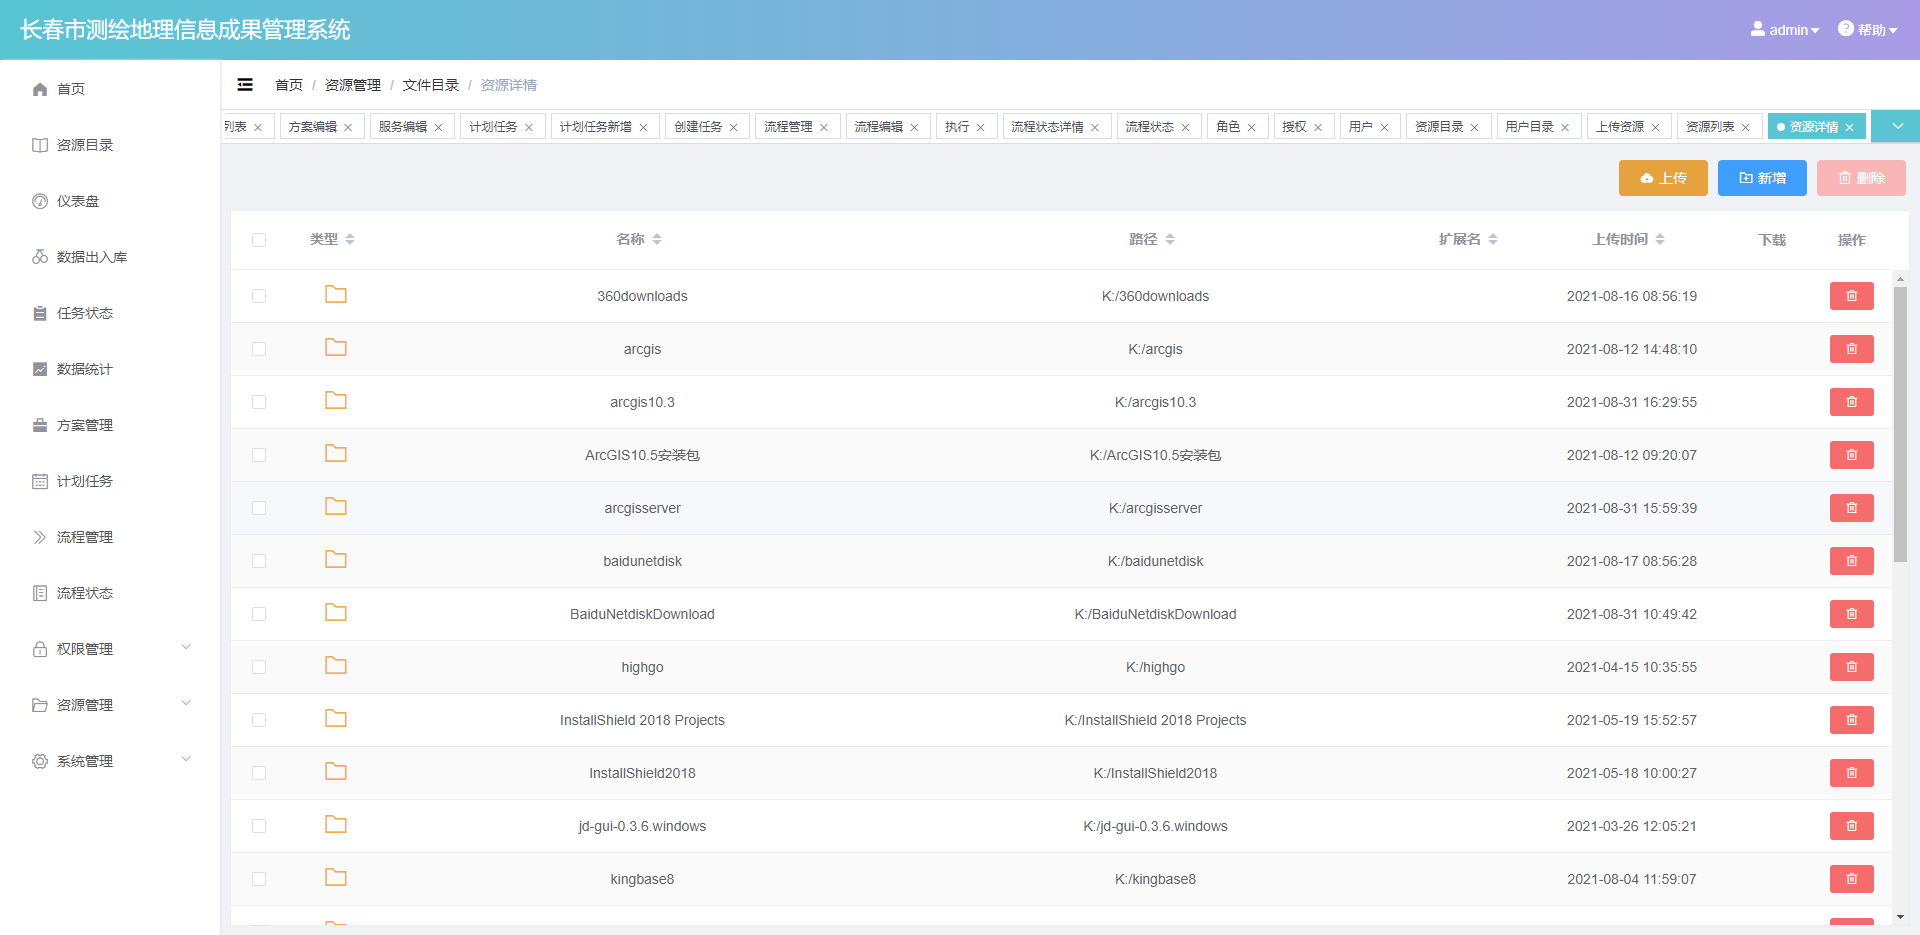 长春市测绘地理信息成果管理系统
admin
帮助
首页
资源目录
仪表盘
数据出入库
任务状态
数据统计
方案管理
计划任务
流程管理
流程状态
权限管理
资源管理
系统管理
首页 / 资源管理 / 文件目录 / 资源详情
列表 方案编辑 服务编辑 计划任务 计划任务新增 创建任务 流程管理 流程编辑 执行 流程状态详情 流程状态 角色 授权 用户 资源目录 用户目录 上传资源 资源列表 资源详情
上传 新增 删除
类型 名称 路径 扩展名 上传时间 下载 操作
360downloads K:/360downloads 2021-08-16 08:56:19
arcgis K:/arcgis 2021-08-12 14:48:10
arcgis10.3 K:/arcgis10.3 2021-08-31 16:29:55
ArcGIS10.5安装包 K:/ArcGIS10.5安装包 2021-08-12 09:20:07
arcgisserver K:/arcgisserver 2021-08-31 15:59:39
baidunetdisk K:/baidunetdisk 2021-08-17 08:56:28
BaiduNetdiskDownload K:/BaiduNetdiskDownload 2021-08-31 10:49:42
highgo K:/highgo 2021-04-15 10:35:55
InstallShield 2018 Projects K:/InstallShield 2018 Projects 2021-05-19 15:52:57
InstallShield2018 K:/InstallShield2018 2021-05-18 10:00:27
jd-gui-0.3.6.windows K:/jd-gui-0.3.6.windows 2021-03-26 12:05:21
kingbase8 K:/kingbase8 2021-08-04 11:59:07